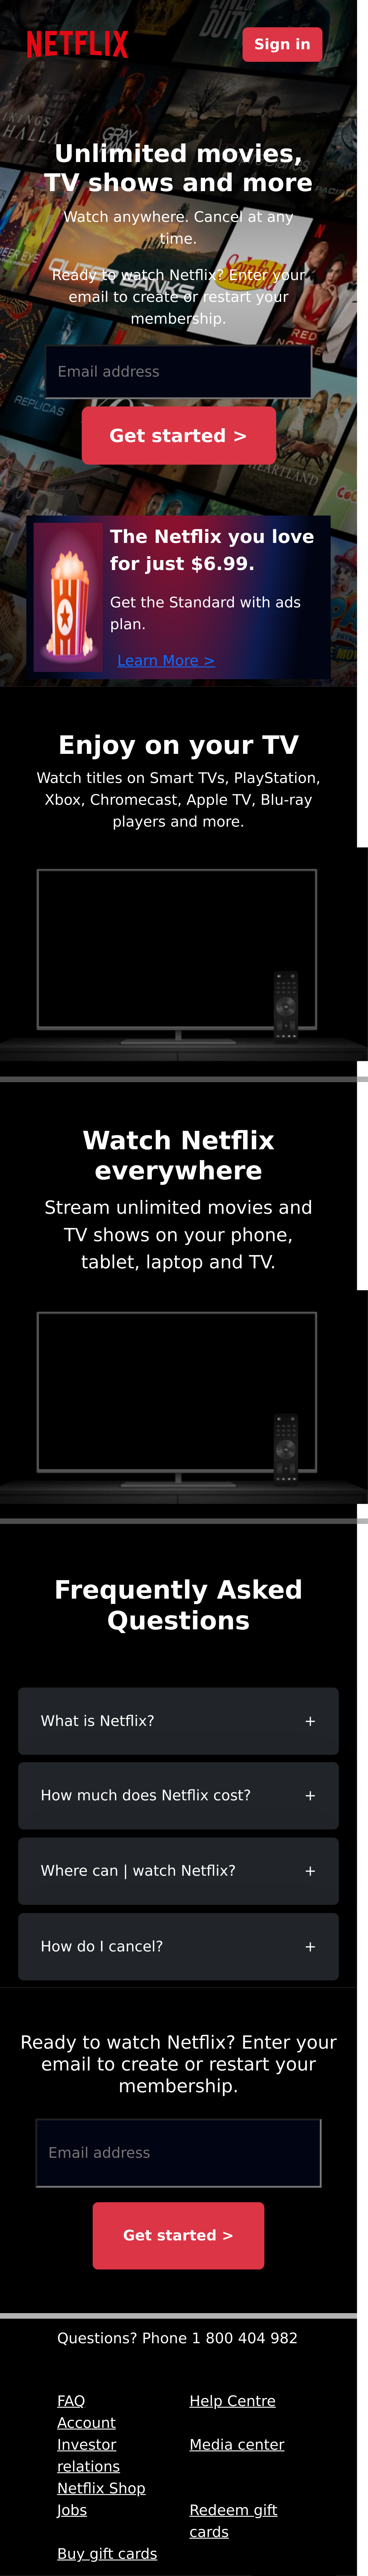 NETFLIX
Sign in
Unlimited movies,
TV shows and more
Watch anywhere. Cancel at any
time.
Ready to watch Netflix? Enter your
email to create or restart your
membership.
Email address
Get started >
REPLICAS
HEARTLAND
The Netflix you love
for just $6.99.
Get the Standard with ads
plan.
Learn More >
Enjoy on your TV
Watch titles on Smart TVs, PlayStation,
Xbox, Chromecast, Apple TV, Blu-ray
players and more.
Watch Netflix
everywhere
Stream unlimited movies and
TV shows on your phone,
tablet, laptop and TV.
Frequently Asked
Questions
What is Netflix? +
How much does Netflix cost? +
Where can | watch Netflix? +
How do I cancel? +
Ready to watch Netflix? Enter your
email to create or restart your
membership.
Email address
Get started >
Questions? Phone 1 800 404 982
FAQ Help Centre
Account
Investor Media center
relations
Netflix Shop
Jobs Redeem gift
cards
Buy gift cards